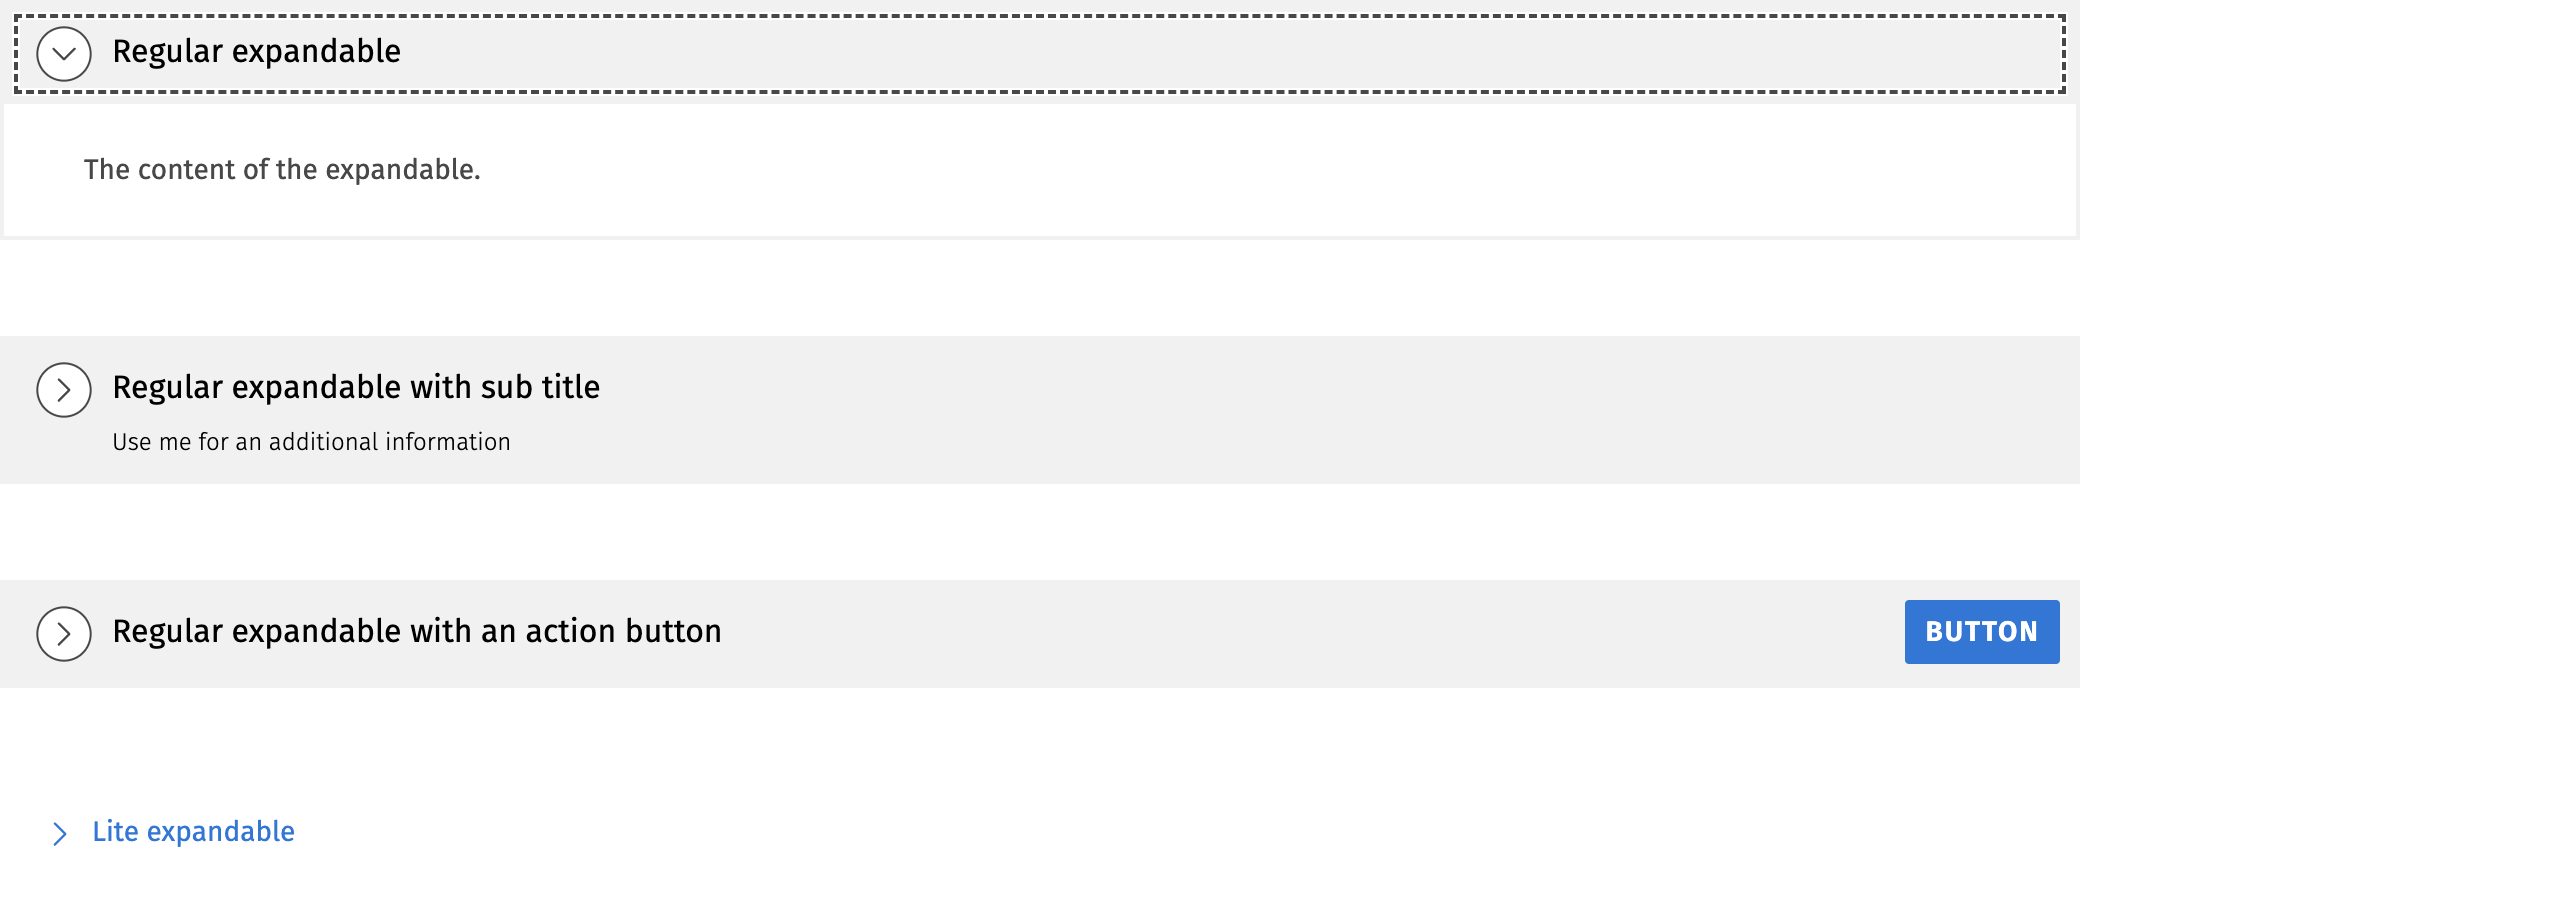 Regular expandable
The content of the expandable.
Regular expandable with sub title
Use me for an additional information
Regular expandable with an action button
BUTTON
Lite expandable